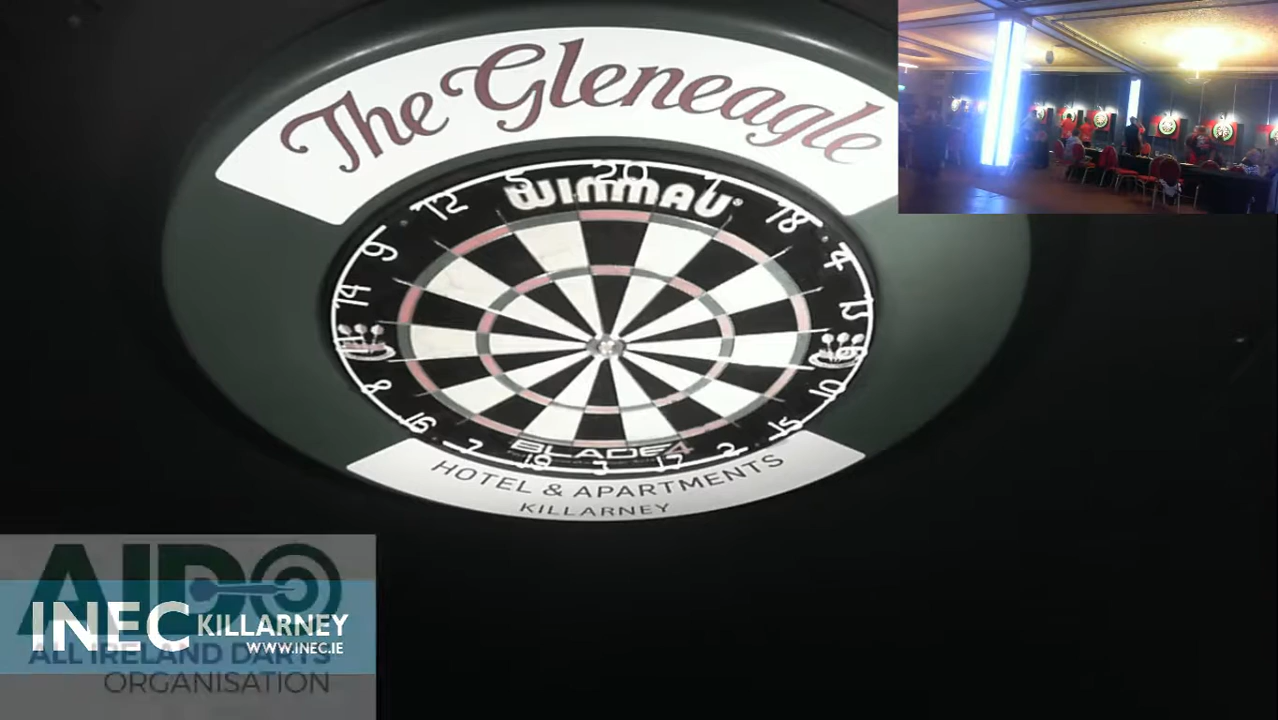 The Gleneagle
WINMAU®
20
1
18
4
13
6
10
15
2
17
3
19
7
16
8
11
14
9
12
5
BLADE4
HOTEL & APARTMENTS
KILLARNEY
AIDO
INEC KILLARNEY
WWW.INEC.IE
ALL IRELAND DARTS
ORGANISATION